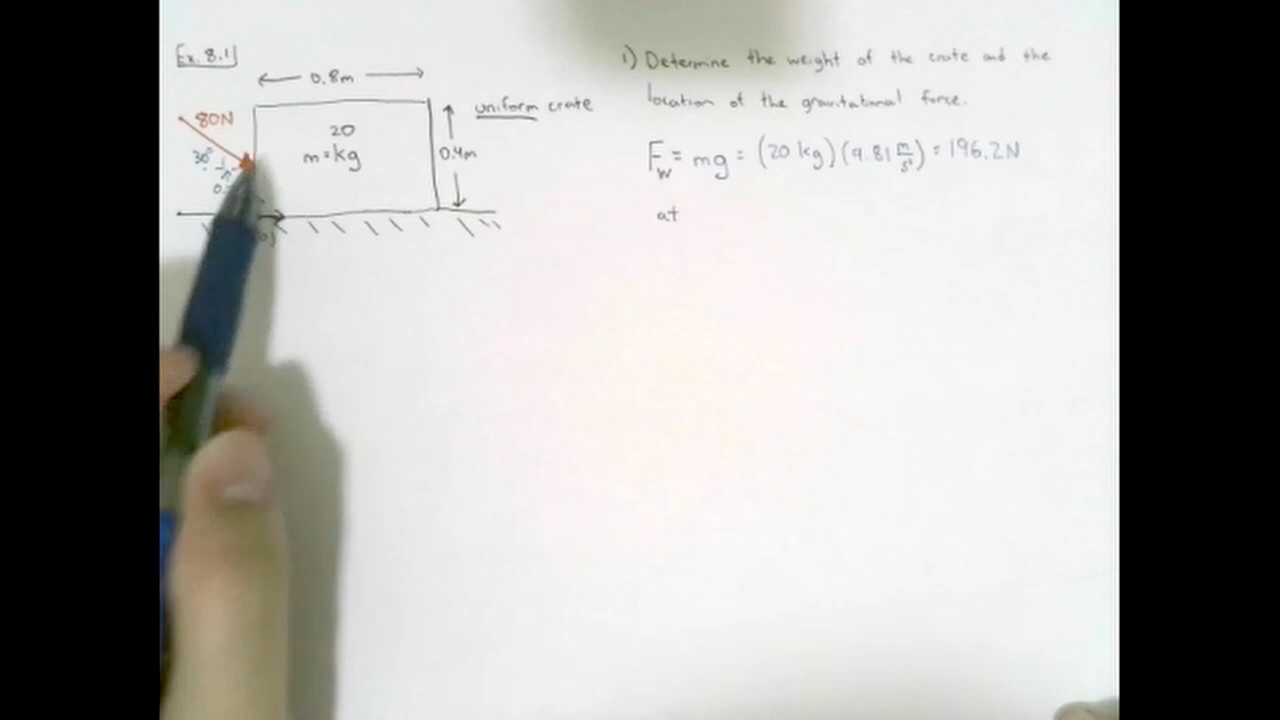 Ex. 8.1
0.8m
80N
20
m=kg
30°
0.4m
uniform crate
1) Determine the weight of the crate and the
location of the gravitational force.
F_w = mg = (20 kg)(9.81 m/s²) = 196.2N
at